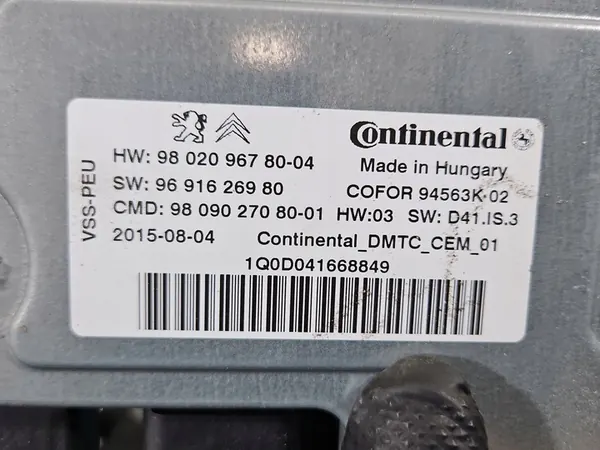 Continental
HW: 98 020 967 80-04
Made in Hungary
SW: 96 916 269 80
COFOR 94563K-02
CMD: 98 090 270 80-01 HW:03 SW: D41.IS.3
2015-08-04 Continental_DMTC_CEM_01
1Q0D041668849
VSS-PEU